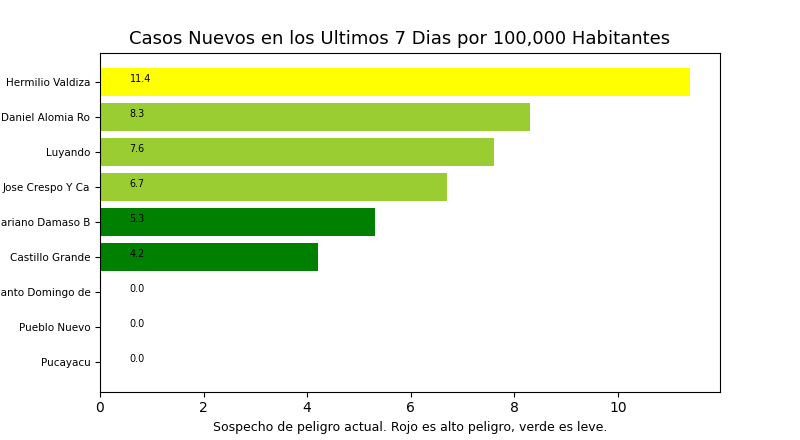 Casos Nuevos en los Ultimos 7 Dias por 100,000 Habitantes
Hermilio Valdiza 11.4
Daniel Alomia Ro 8.3
Luyando 7.6
Jose Crespo Y Ca 6.7
ariano Damaso B 5.3
Castillo Grande 4.2
anto Domingo de 0.0
Pueblo Nuevo 0.0
Pucayacu 0.0
0 2 4 6 8 10
Sospecho de peligro actual. Rojo es alto peligro, verde es leve.